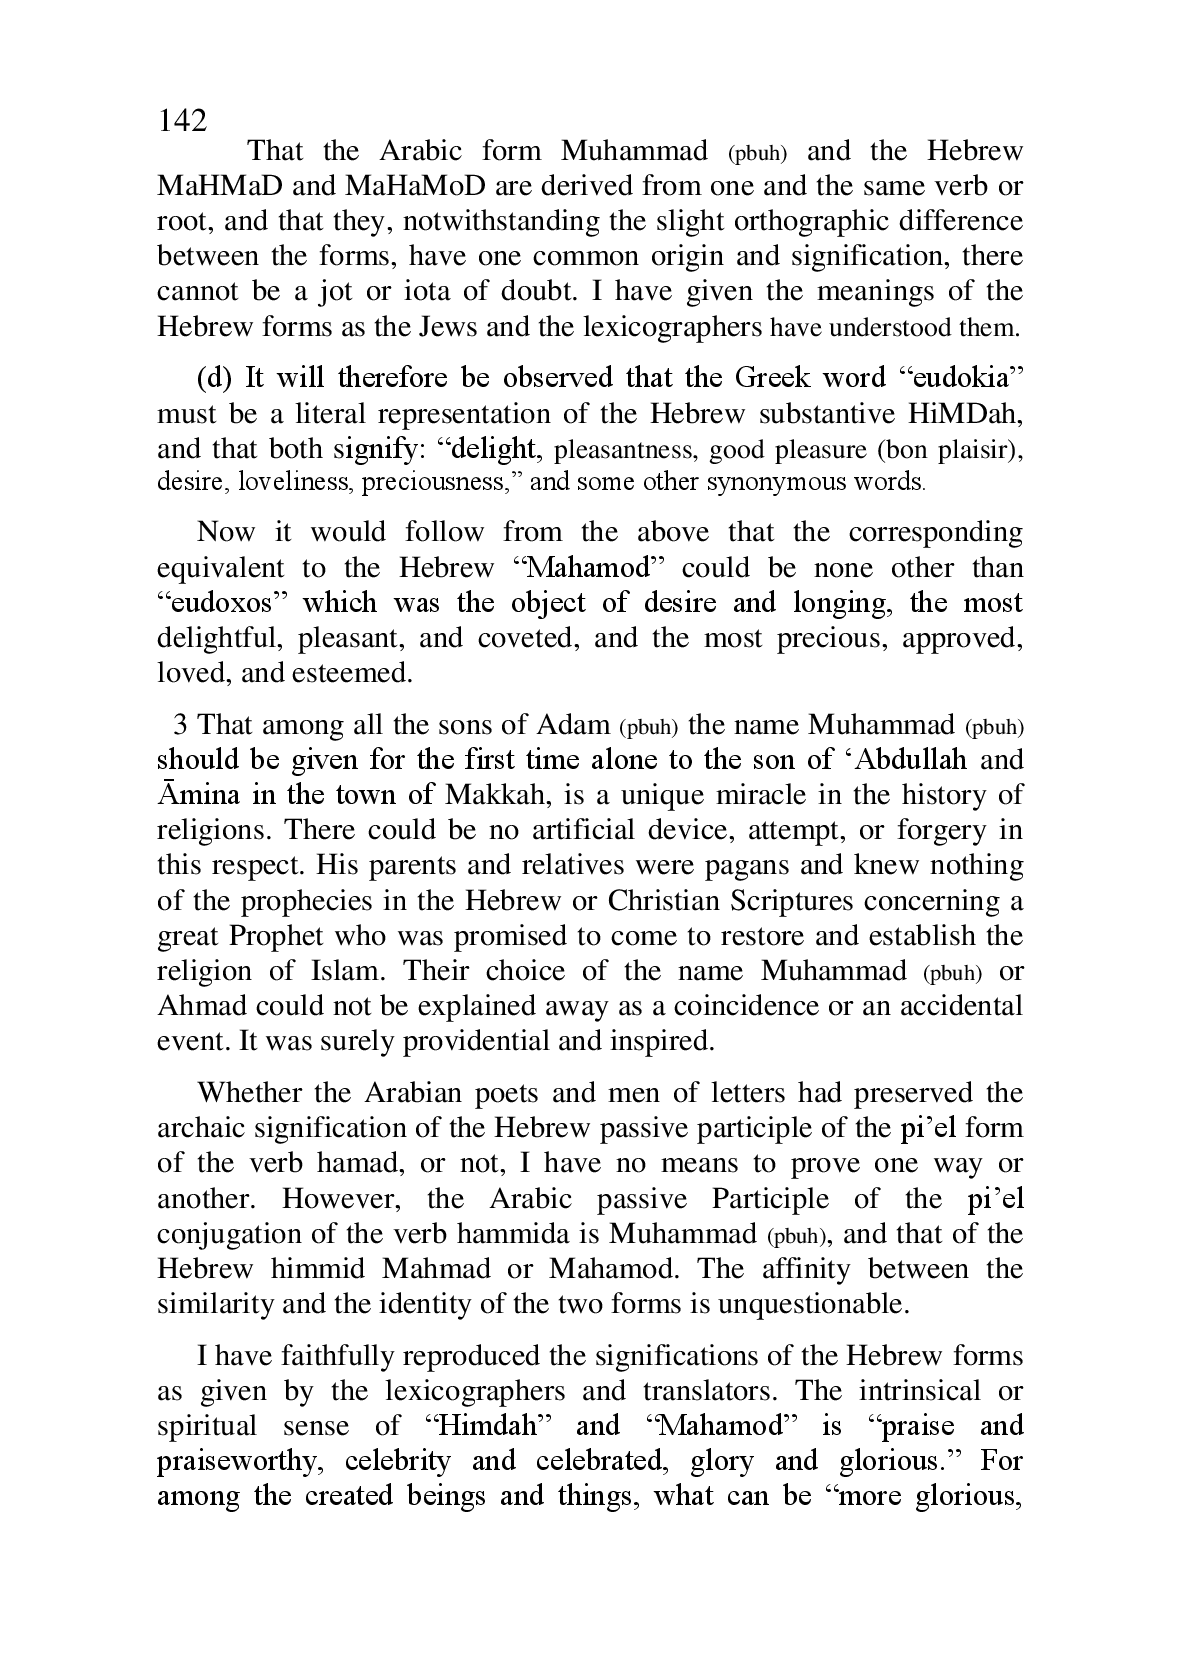 142
That the Arabic form Muhammad (pbuh) and the Hebrew
MaHMaD and MaHaMoD are derived from one and the same verb or
root, and that they, notwithstanding the slight orthographic difference
between the forms, have one common origin and signification, there
cannot be a jot or iota of doubt. I have given the meanings of the
Hebrew forms as the Jews and the lexicographers have understood them.
(d) It will therefore be observed that the Greek word “eudokia”
must be a literal representation of the Hebrew substantive HiMDah,
and that both signify: “delight, pleasantness, good pleasure (bon plaisir),
desire, loveliness, preciousness,” and some other synonymous words.
Now it would follow from the above that the corresponding
equivalent to the Hebrew “Mahamod” could be none other than
“eudoxos” which was the object of desire and longing, the most
delightful, pleasant, and coveted, and the most precious, approved,
loved, and esteemed.
3 That among all the sons of Adam (pbuh) the name Muhammad (pbuh)
should be given for the first time alone to the son of ‘Abdullah and
Āmina in the town of Makkah, is a unique miracle in the history of
religions. There could be no artificial device, attempt, or forgery in
this respect. His parents and relatives were pagans and knew nothing
of the prophecies in the Hebrew or Christian Scriptures concerning a
great Prophet who was promised to come to restore and establish the
religion of Islam. Their choice of the name Muhammad (pbuh) or
Ahmad could not be explained away as a coincidence or an accidental
event. It was surely providential and inspired.
Whether the Arabian poets and men of letters had preserved the
archaic signification of the Hebrew passive participle of the pi’el form
of the verb hamad, or not, I have no means to prove one way or
another. However, the Arabic passive Participle of the pi’el
conjugation of the verb hammida is Muhammad (pbuh), and that of the
Hebrew himmid Mahmad or Mahamod. The affinity between the
similarity and the identity of the two forms is unquestionable.
I have faithfully reproduced the significations of the Hebrew forms
as given by the lexicographers and translators. The intrinsical or
spiritual sense of “Himdah” and “Mahamod” is “praise and
praiseworthy, celebrity and celebrated, glory and glorious.” For
among the created beings and things, what can be “more glorious,